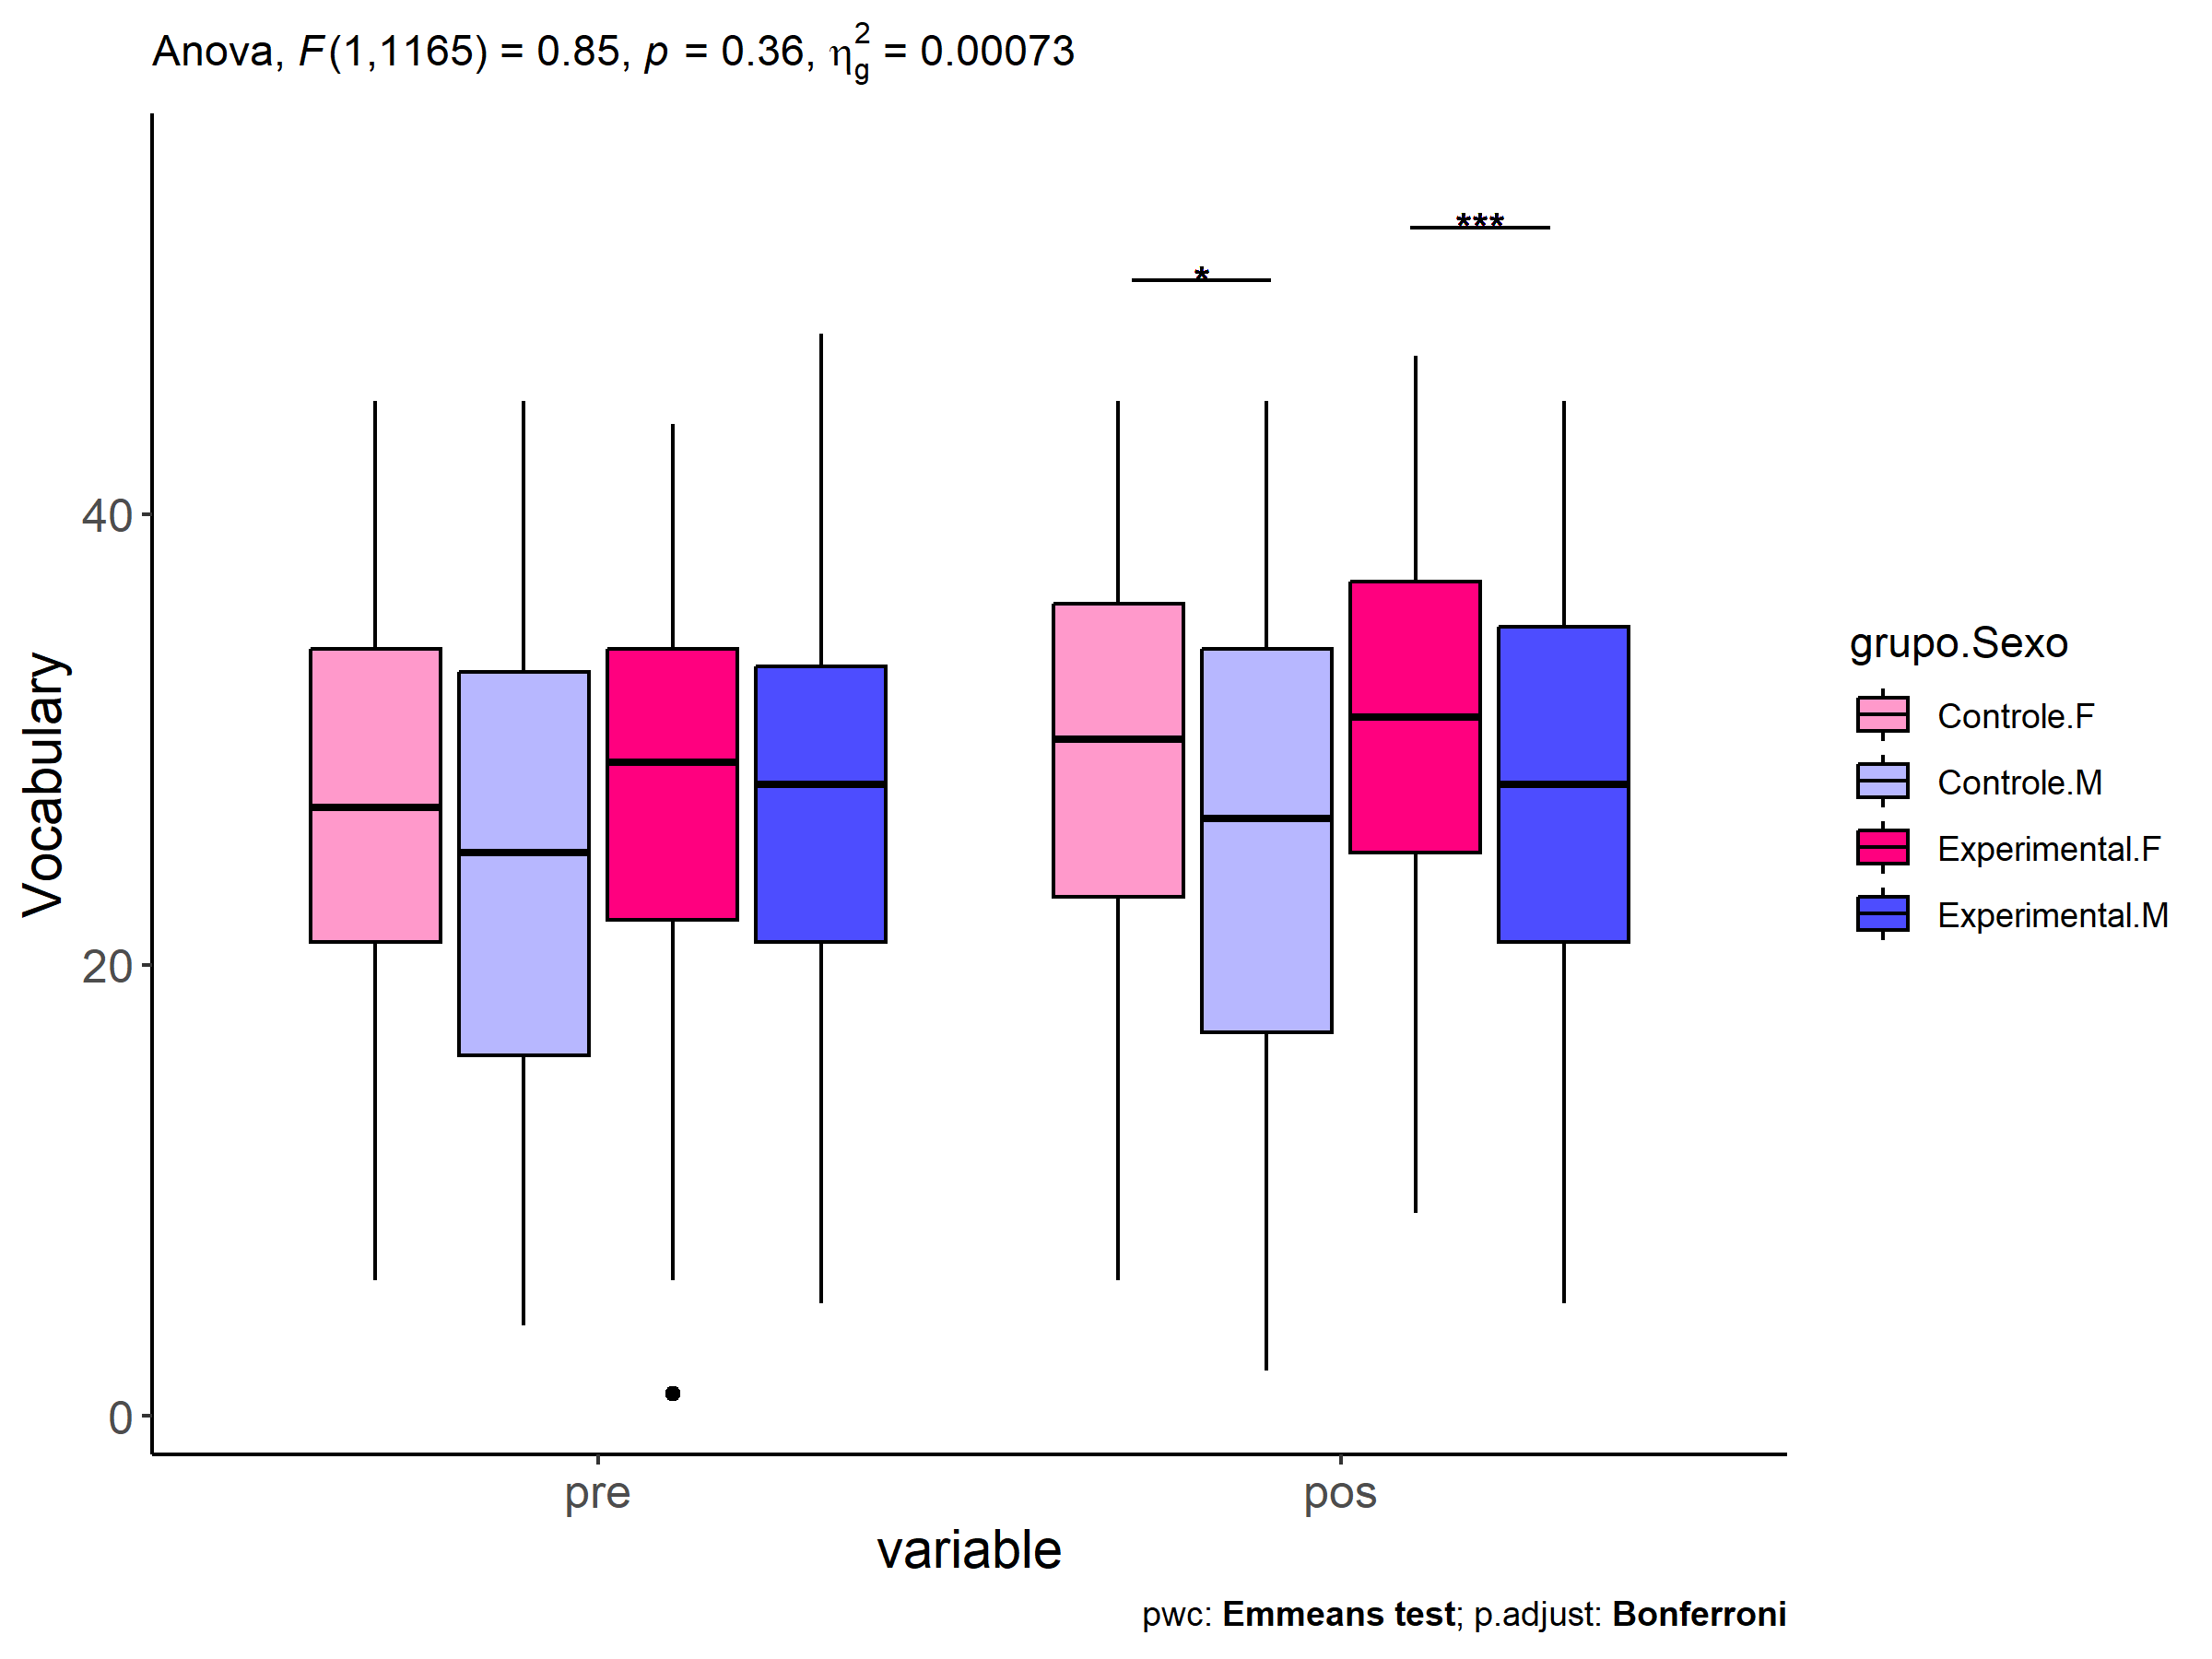 Anova, F(1,1165) = 0.85, p = 0.36, η²g = 0.00073
***
*
Vocabulary
40
20
0
pre
pos
variable
grupo.Sexo
Controle.F
Controle.M
Experimental.F
Experimental.M
pwc: Emmeans test; p.adjust: Bonferroni